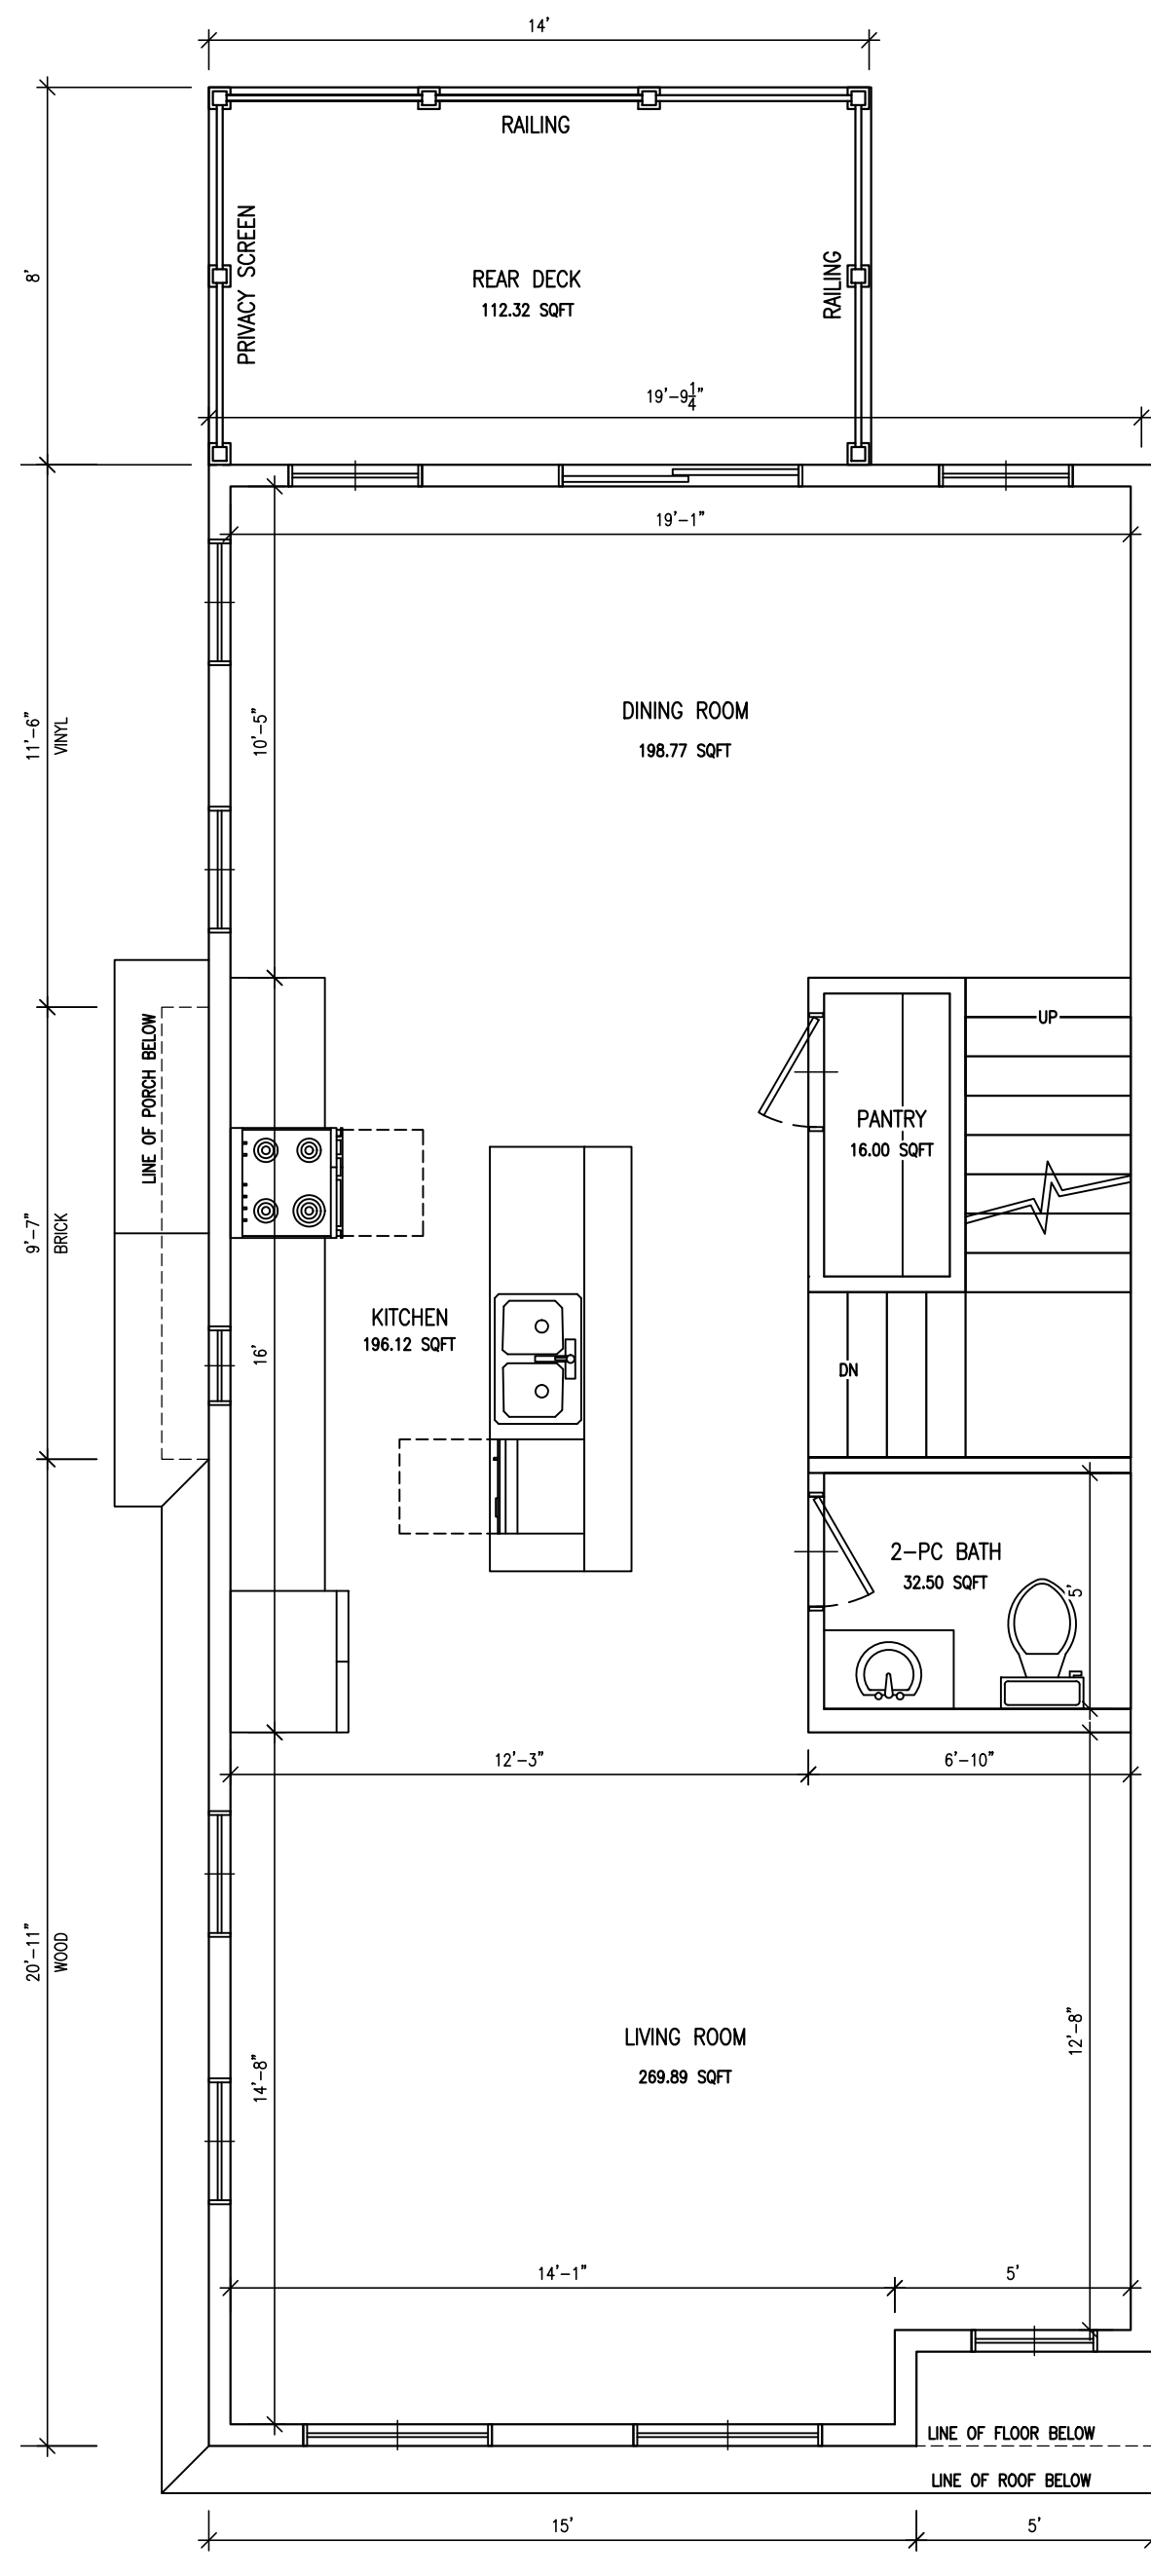 14'
RAILING
PRIVACY SCREEN
8'
REAR DECK
112.32 SQFT
RAILING
19'-9 1/4"
19'-1"
11'-6"
VINYL
10'-5"
DINING ROOM
198.77 SQFT
UP
LINE OF PORCH BELOW
PANTRY
16.00 SQFT
9'-7"
BRICK
KITCHEN
196.12 SQFT
16'
DN
2-PC BATH
32.50 SQFT
5'
12'-3"
6'-10"
20'-11"
WOOD
LIVING ROOM
269.89 SQFT
14'-8"
12'-8"
14'-1"
5'
LINE OF FLOOR BELOW
LINE OF ROOF BELOW
15'
5'